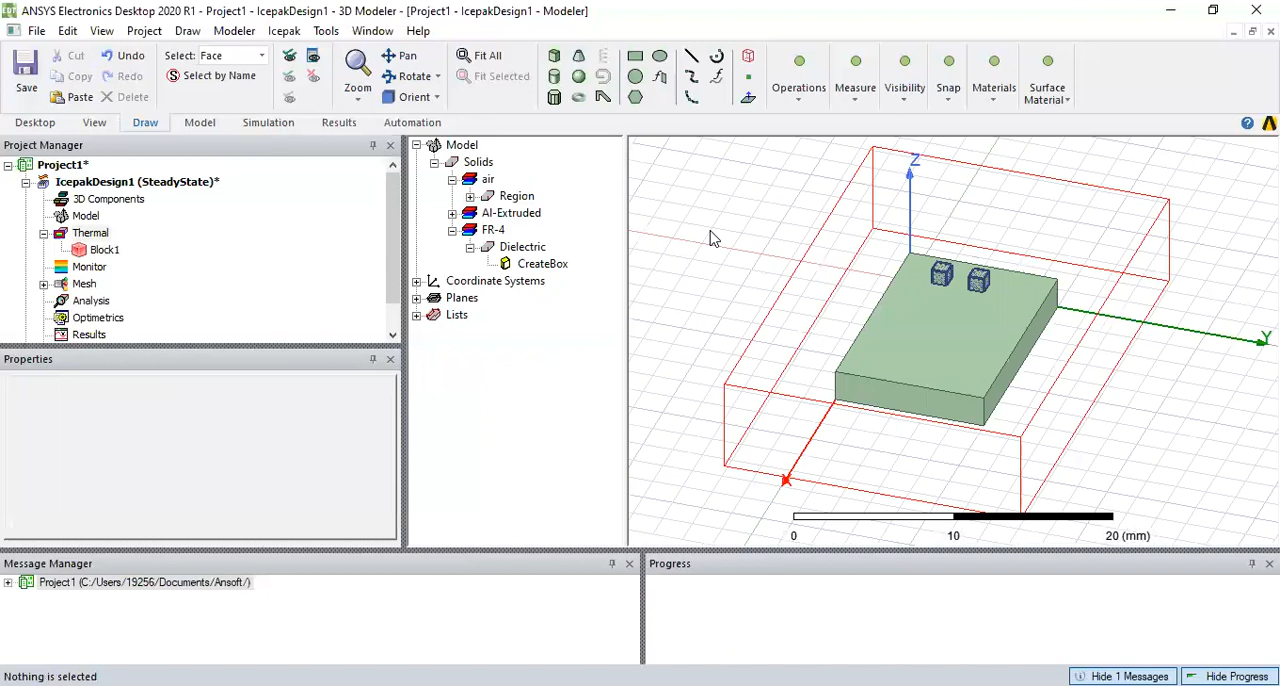 ANSYS Electronics Desktop 2020 R1 - Project1 - IcepakDesign1 - 3D Modeler - [Project1 - IcepakDesign1 - Modeler]
File Edit View Project Draw Modeler Icepak Tools Window Help
Save
Cut
Copy
Paste
Undo
Redo
Delete
Select: Face
Select by Name
Zoom
Pan
Rotate
Orient
Fit All
Fit Selected
Operations
Measure
Visibility
Snap
Materials
Surface
Material
Desktop View Draw Model Simulation Results Automation
Project Manager
Project1*
IcepakDesign1 (SteadyState)*
3D Components
Model
Thermal
Block1
Monitor
Mesh
Analysis
Optimetrics
Results
Properties
Model
Solids
air
Region
Al-Extruded
FR-4
Dielectric
CreateBox
Coordinate Systems
Planes
Lists
Z
Y
X
0 10 20 (mm)
Message Manager
Project1 (C:/Users/19256/Documents/Ansoft/)
Progress
Nothing is selected
Hide 1 Messages
Hide Progress